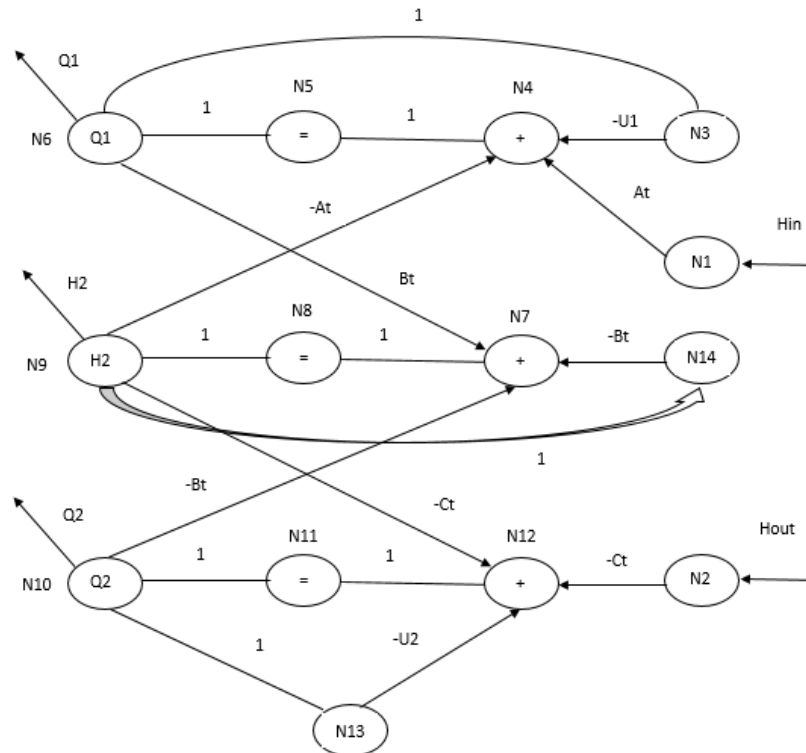 1
Q1
N5
N4
N6
Q1
1
=
1
+
-U1
N3
-At
At
Hin
N1
H2
Bt
N8
N7
N9
H2
1
=
1
+
-Bt
N14
1
-Bt
-Ct
Q2
N11
N12
Hout
N10
Q2
1
=
1
+
-Ct
N2
1
-U2
N13